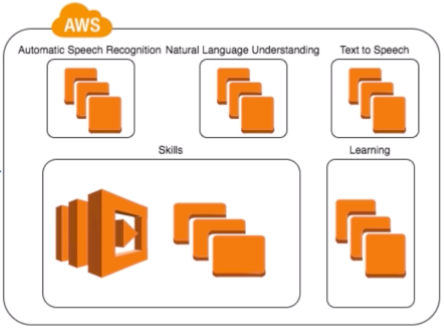 AWS
Automatic Speech Recognition Natural Language Understanding Text to Speech
Skills Learning